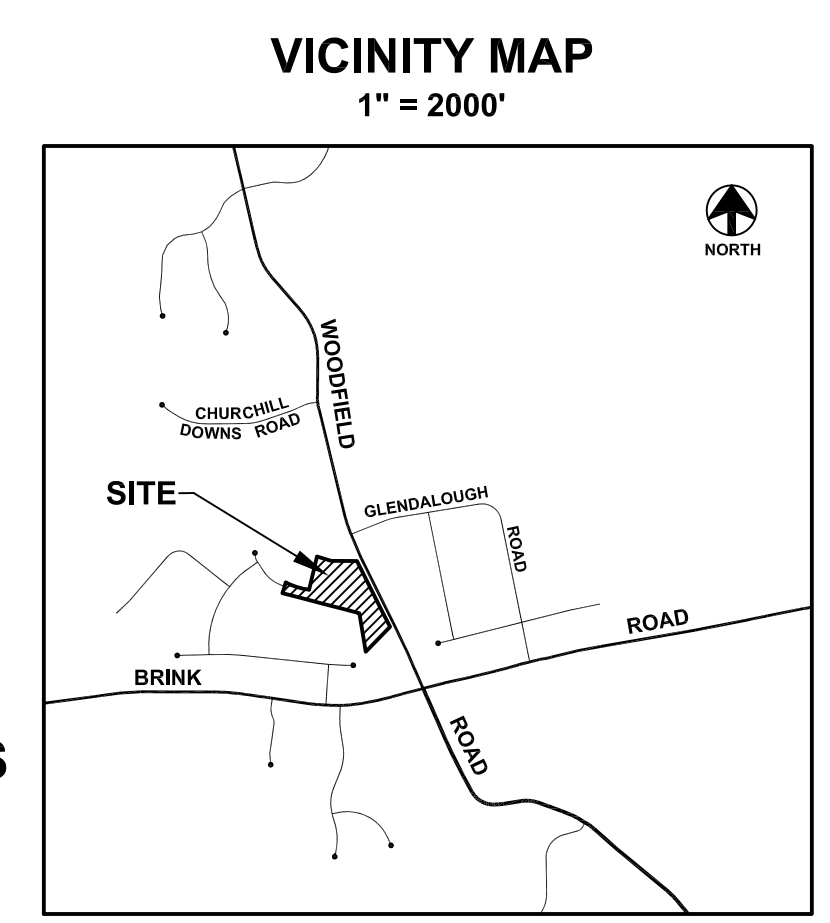 VICINITY MAP
1" = 2000'
NORTH
WOODFIELD
CHURCHILL
DOWNS ROAD
SITE
GLENDALOUGH
ROAD
ROAD
BRINK
ROAD
S